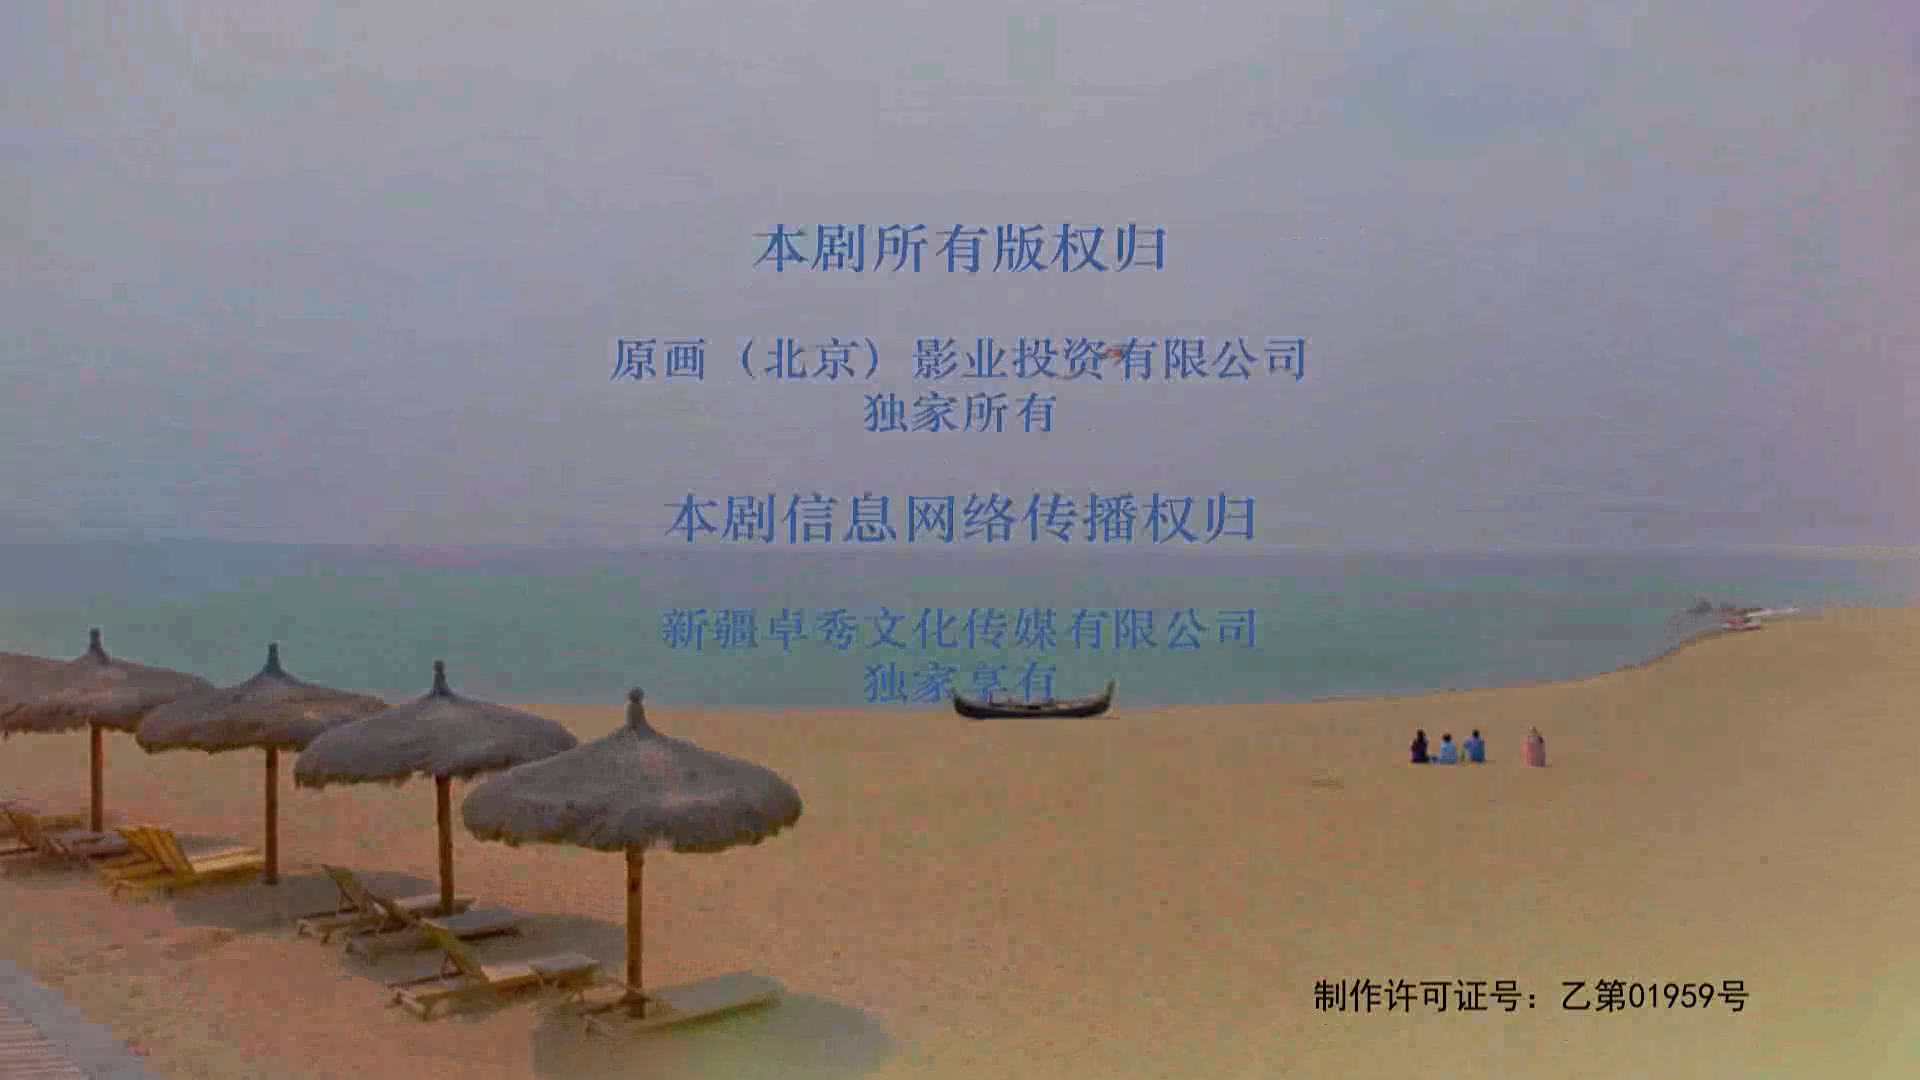 本剧所有版权归
原画（北京）影业投资有限公司
独家所有
本剧信息网络传播权归
新疆卓秀文化传媒有限公司
独家享有
制作许可证号：乙第01959号